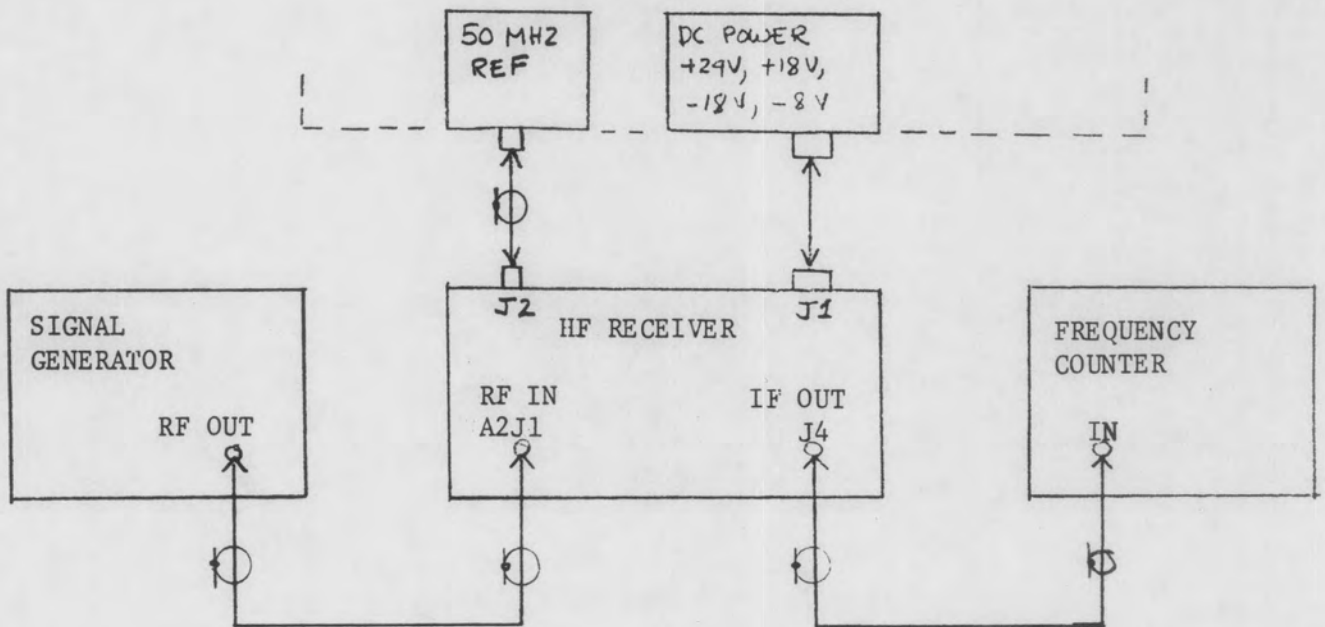 50 MHZ
REF
DC POWER
+24V, +18V,
-18V, -8V
J2
J1
SIGNAL
GENERATOR
HF RECEIVER
FREQUENCY
COUNTER
RF IN
A2J1
IF OUT
J4
RF OUT
IN